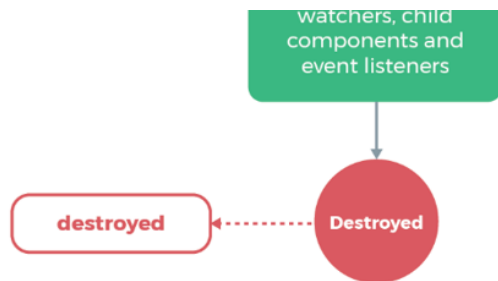 watchers, child
components and
event listeners
destroyed
Destroyed